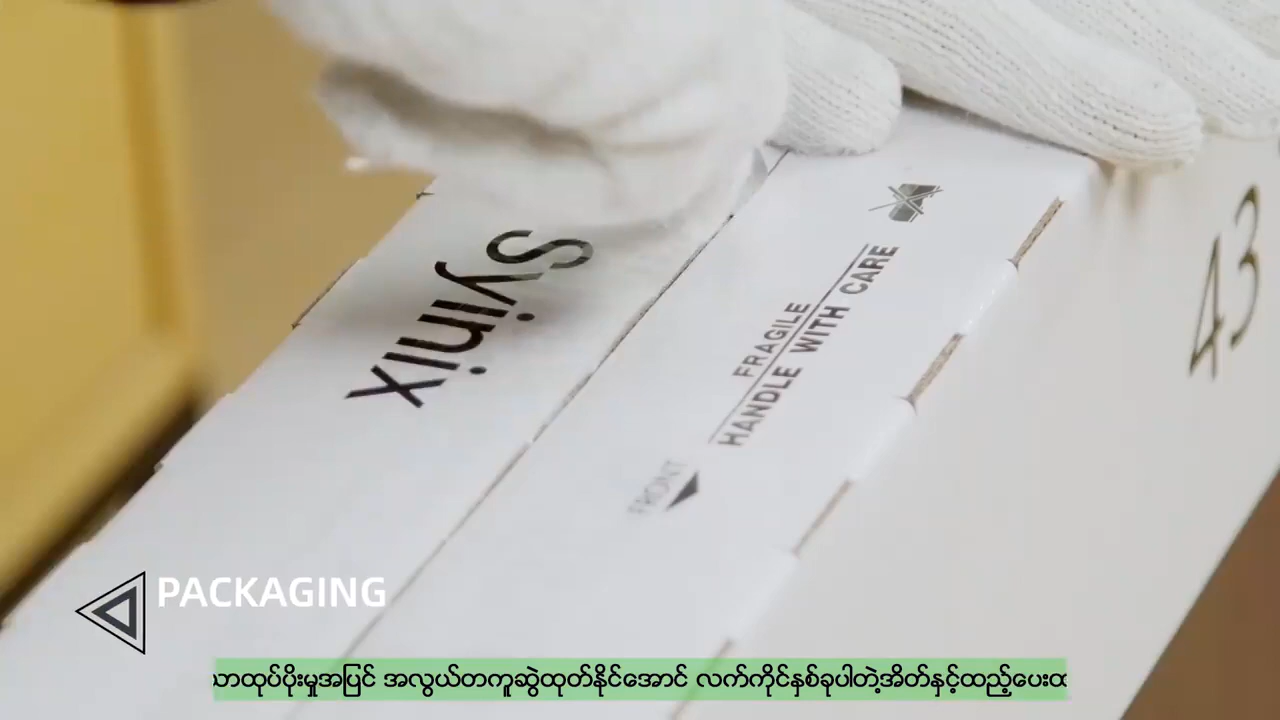 Syinix
FRAGILE
HANDLE WITH CARE
FRONT
43
PACKAGING
ထုပ်ပိုးမှုအပြင် အလွယ်တကူဆွဲထုတ်နိုင်အောင် လက်ကိုင်နှစ်ခုပါတဲ့အိတ်နှင့်ထည့်ပေး